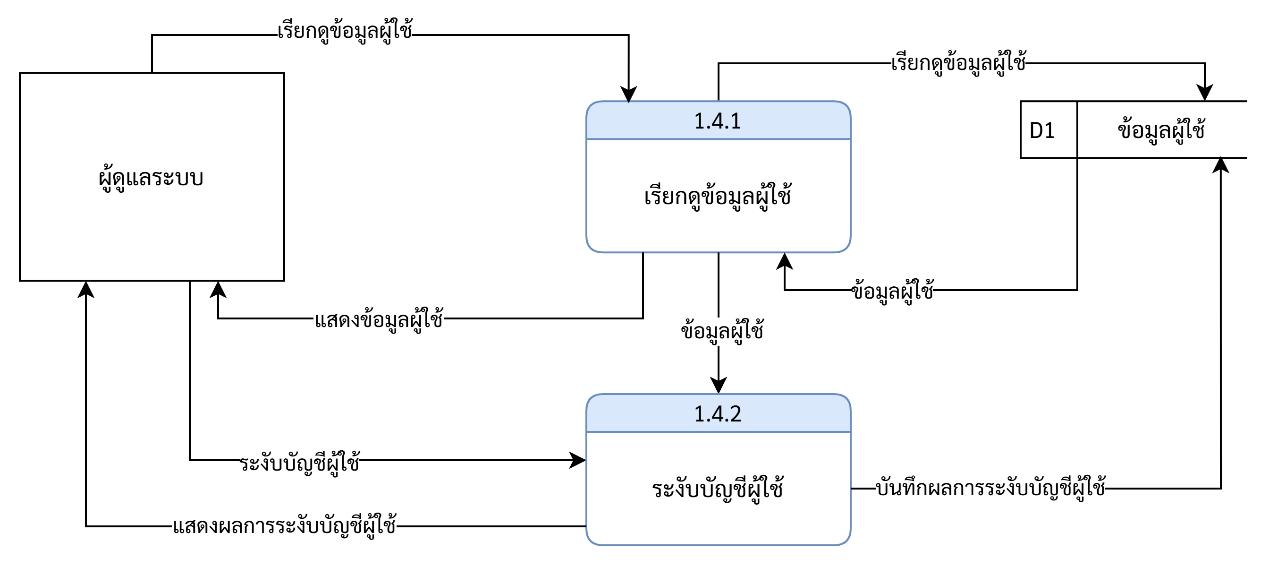 เรียกดูข้อมูลผู้ใช้
เรียกดูข้อมูลผู้ใช้
1.4.1
D1
ข้อมูลผู้ใช้
ผู้ดูแลระบบ
เรียกดูข้อมูลผู้ใช้
ข้อมูลผู้ใช้
แสดงข้อมูลผู้ใช้
ข้อมูลผู้ใช้
1.4.2
ระงับบัญชีผู้ใช้
ระงับบัญชีผู้ใช้
บันทึกผลการระงับบัญชีผู้ใช้
แสดงผลการระงับบัญชีผู้ใช้